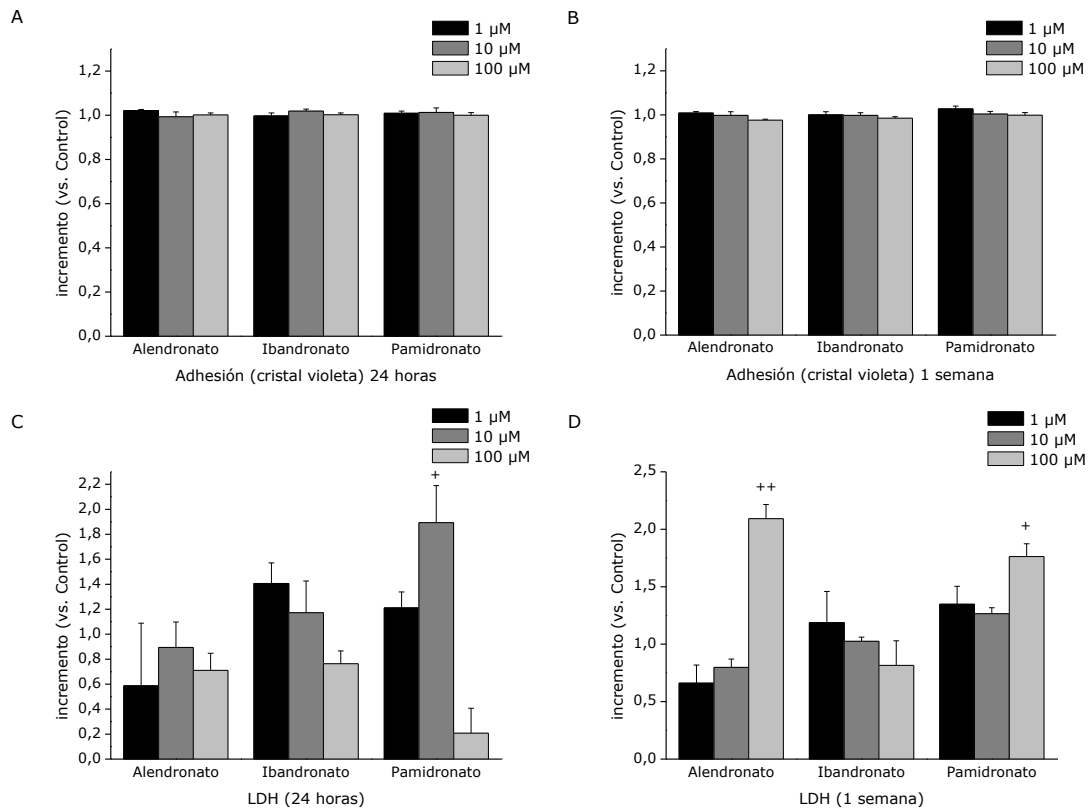 A
1 µM
10 µM
100 µM
incremento (vs. Control)
1,2
1,0
0,8
0,6
0,4
0,2
0,0
Alendronato Ibandronato Pamidronato
Adhesión (cristal violeta) 24 horas
B
1 µM
10 µM
100 µM
incremento (vs. Control)
1,2
1,0
0,8
0,6
0,4
0,2
0,0
Alendronato Ibandronato Pamidronato
Adhesión (cristal violeta) 1 semana
C
1 µM
10 µM
100 µM
incremento (vs. Control)
2,2
2,0
1,8
1,6
1,4
1,2
1,0
0,8
0,6
0,4
0,2
0,0
+
Alendronato Ibandronato Pamidronato
LDH (24 horas)
D
1 µM
10 µM
100 µM
incremento (vs. Control)
2,5
2,0
1,5
1,0
0,5
0,0
++
+
Alendronato Ibandronato Pamidronato
LDH (1 semana)